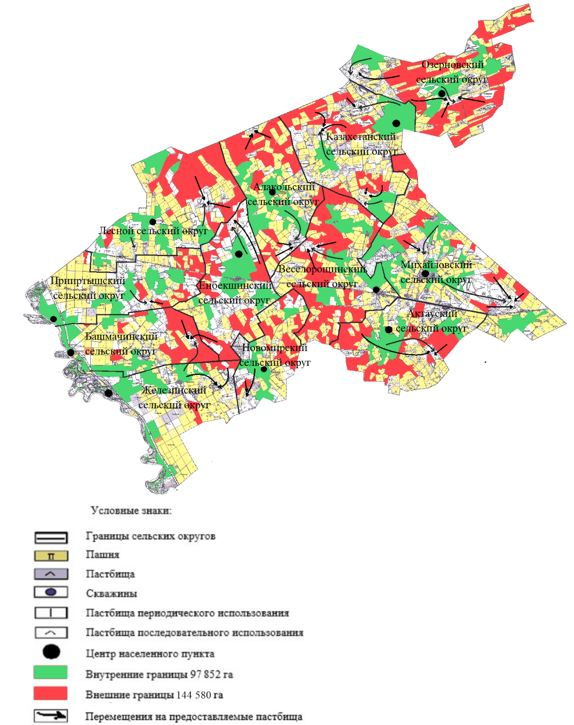 Озерновский
сельский округ
Казахстанский
сельский округ
Алакольский
сельский округ
Лесной сельский округ
Михайловский
сельский округ
Веселорощинский
сельский округ
Прииртышский
сельский округ
Енбекшинский
сельский округ
Актауский
сельский округ
Башмачинский
сельский округ
Новомирский
сельский округ
Железинский
сельский округ
Условные знаки:
Границы сельских округов
π Пашня
Пастбища
Скважины
Пастбища периодического использования
Пастбища последовательного использования
Центр населенного пункта
Внутренние границы 97 852 га
Внешние границы 144 580 га
Перемещения на предоставляемые пастбища